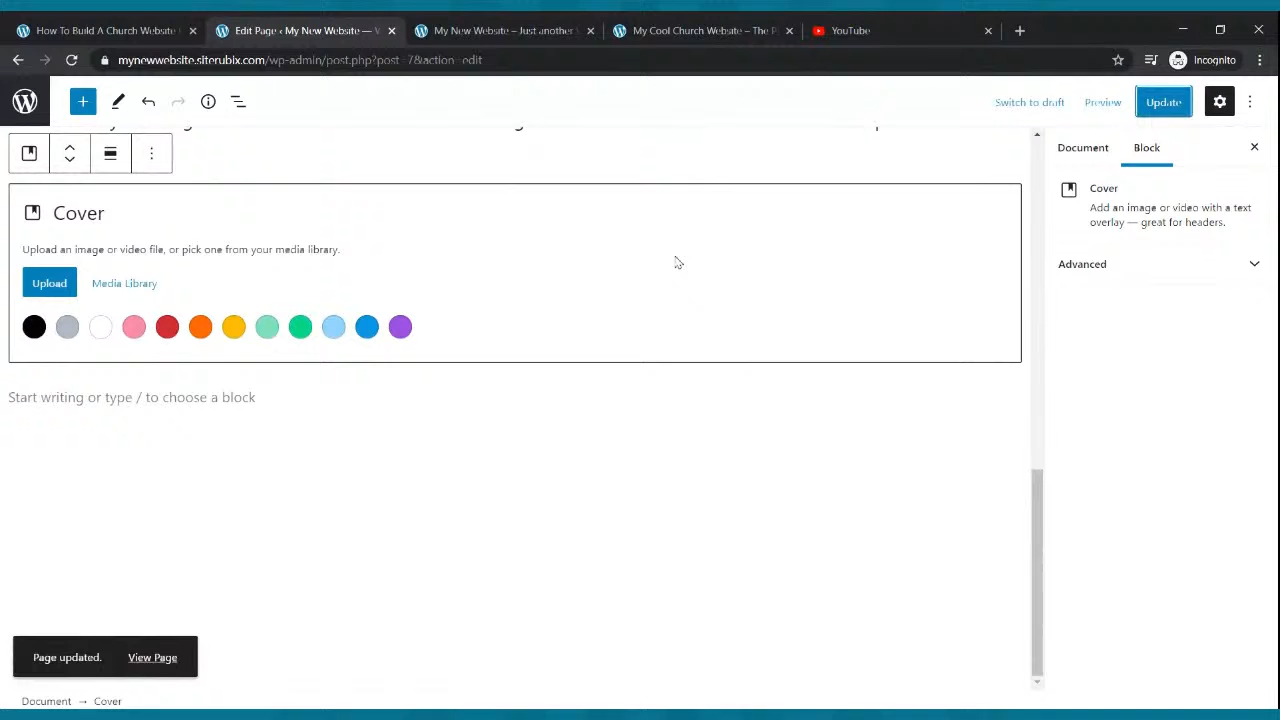 How To Build A Church Website
Edit Page ‹ My New Website —
My New Website – Just another
My Cool Church Website – The P
YouTube
mynewwebsite.siterubix.com/wp-admin/post.php?post=7&action=edit
Incognito
Switch to draft
Preview
Update
Document
Block
Cover
Add an image or video with a text
overlay — great for headers.
Advanced
Cover
Upload an image or video file, or pick one from your media library.
Upload
Media Library
Start writing or type / to choose a block
Page updated.
View Page
Document → Cover